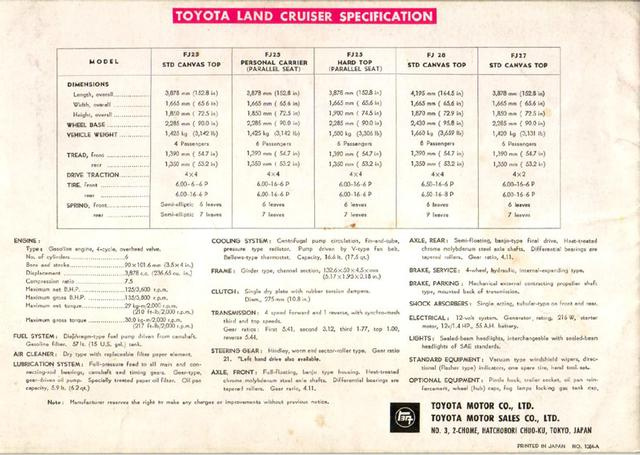 TOYOTA LAND CRUISER SPECIFICATION
MODEL
FJ25 STD CANVAS TOP
FJ25 PERSONAL CARRIER (PARALLEL SEAT)
FJ25 HARD TOP (PARALLEL SEAT)
FJ 28 STD CANVAS TOP
FJ27 STD CANVAS TOP
DIMENSIONS
Length, overall 3,878 mm (152.8 in) 3,878 mm (152.8 in) 3,878 mm (152.8 in) 4,195 mm (164.5 in) 3,878 mm (152.8 in)
Width, overall 1,665 mm ( 65.6 in) 1,665 mm ( 65.6 in) 1,665 mm ( 65.6 in) 1,665 mm (65.6 in) 1,665 mm ( 65.6 in)
Height, overall 1,850 mm ( 72.5 in) 1,850 mm ( 72.5 in) 1,900 mm ( 74.5 in) 1,870 mm (72.9 in) 1,850 mm ( 72.5 in)
WHEEL BASE 2,285 mm ( 90.0 in) 2,285 mm ( 90.0 in) 2,285 mm ( 90.0 in) 2,430 mm ( 95.8 in) 2,285 mm ( 90.0 in)
VEHICLE WEIGHT 1,425 kg (3,142 lb) 1,425 kg (3,142 lb) 1,500 kg (3,306 lb) 1,660 kg (3,659 lb) 1,420 kg (3,131 lb)
4 Passengers 6 Passengers 6 Passengers 8 Passengers 6 Passengers
TREAD, front 1,390 mm ( 54.7 in) 1,390 mm ( 54.7 in) 1,390 mm ( 54.7 in) 1,390 mm ( 54.7 in) 1,390 mm ( 54.7 in)
rear 1,350 mm ( 53.2 in) 1,350 mm ( 53.2 in) 1,350 mm ( 53.2 in) 1,350 mm ( 53.2 in) 1,350 mm ( 53.2 in)
DRIVE TRACTION 4×4 4×4 4×4 4×4 4×2
TIRE, front 6.00-6-6 P 6.00-16-6 P 6.00-16-6 P 6.50-16-6 P 6.00-16-6 P
rear 6.00-16-6 P 6.00-16-6 P 6.00-16-6 P 6.50-16-8 P 6.00-16-6 P
SPRING, front Semi-elliptic 6 leaves 6 leaves 6 leaves 6 leaves 6 leaves
rear Semi-elliptic 7 leaves 7 leaves 7 leaves 9 leaves 7 leaves
ENGINE:
Type: Gasoline engine, 4-cycle, overhead valve.
No. of cylinders 6
Bore and stroke 90×101.6 mm (3.5×4 in.)
Displacement 3,878 c.c. (236.65 cu. in.)
Compression ratio 7.5
Maximum net B.H.P. 125/3,600 r.p.m.
Maximum gross B.H.P. 135/3,800 r.p.m.
Maximum net torque 29 kg-m/2,000 r.p.m.
(210 ft-lb/2,000 r.p.m.)
Maximum gross torque 30.0 kg-m/2,000 r.p.m.
(217 ft-lb/2,000 r.p.m.)
FUEL SYSTEM: Diaphragm-type fuel pump driven from camshaft.
Gasoline filter. 57 lt. (15 U.S. gal.) tank.
AIR CLEANER: Dry type with replaceable filter paper element.
LUBRICATION SYSTEM: Full-pressure feed to all main and con-
necting-rod bearings, camshaft and timing gears. Gear-type,
gear-driven oil pump. Specially treated paper oil filter. Oil pan
capacity, 5.9 lt. (6.2 qt.)
COOLING SYSTEM: Centrifugal pump circulation, fin-and-tube,
pressure type radiator. Pump driven by V-type fan belt.
Bellows-type thermostat. Capacity, 16.6 lt. (17.5 qt.)
FRAME: Girder type, channel section, 132.6×50×4.5 mm
(5.17×1.95×0.18 in.)
CLUTCH: Single dry plate with rubber torsion dampers.
Diam., 275 mm (10.8 in.)
TRANSMISSION: 4 speed forward and 1 reverse, with synchro-mesh
third and top speeds.
Gear ratios: First 5.41, second 3.12, third 1.77, top 1.00,
reverse 5.44.
STEERING GEAR: Hindley, worm and sector-roller type. Gear ratio
21. *Left hand drive also available.
AXLE, FRONT: Full-floating, banjo type housing. Heat-treated
chrome molybdenum steel axle shafts. Differential bearings are
tapered rollers. Gear ratio, 4.11.
AXLE, REAR: Semi-floating, banjo-type final drive. Heat-treated
chrome molybdenum steel axle shafts. Differential bearings are
tapered rollers. Gear ratio, 4.11.
BRAKE, SERVICE: 4-wheel, hydraulic, internal-expanding type.
BRAKE, PARKING: Mechanical external contracting propeller shaft
type, mounted back of transmission.
SHOCK ABSORBERS: Single acting, tubular-type on front and rear.
ELECTRICAL: 12-volt system. Generator, rating, 216 W, starter
motor, 12v/1.4 HP., 55 A.H. battery.
LIGHTS: Sealed-beam headlights, interchangeable with sealed-beam
headlights of SAE standards.
STANDARD EQUIPMENT: Vacuum type windshield wipers, direc-
tional (flasher type) indicators, one spare tire, hand tool set.
OPTIONAL EQUIPMENT: Pintle hook, trailer socket, oil pan rein-
forcement, wheel (hub) caps, fog lamps locking gas tank cap,
Note: Manufacturer reserves the right to make any changes or improvements without previous notice.
TOYOTA MOTOR CO., LTD.
TOYOTA MOTOR SALES CO., LTD.
NO. 3, 2-CHOME, HATCHOBORI CHUO-KU, TOKYO, JAPAN
PRINTED IN JAPAN NO. 1084-A